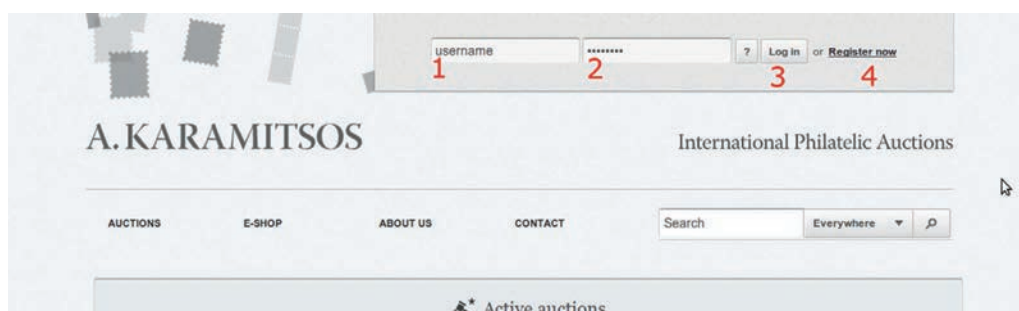 username •••••••• ? Log in or Register now
1 2 3 4
A. KARAMITSOS International Philatelic Auctions
AUCTIONS E-SHOP ABOUT US CONTACT Search Everywhere
Active auctions